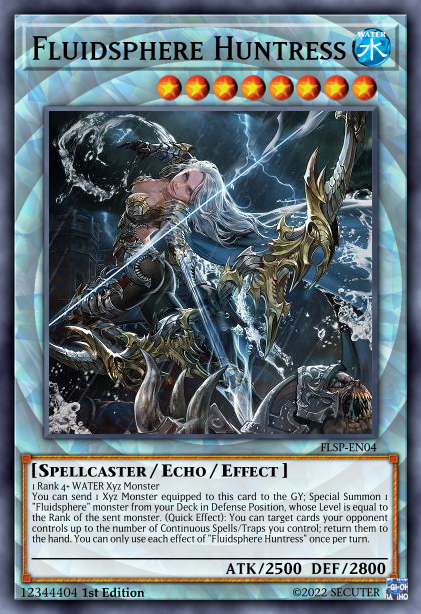 Fluidsphere Huntress
WATER
水
FLSP-EN04
[Spellcaster / Echo / Effect]
1 Rank 4+ WATER Xyz Monster
You can send 1 Xyz Monster equipped to this card to the GY; Special Summon 1
"Fluidsphere" monster from your Deck in Defense Position, whose Level is equal to
the Rank of the sent monster. (Quick Effect): You can target cards your opponent
controls up to the number of Continuous Spells/Traps you control; return them to
the hand. You can only use each effect of "Fluidsphere Huntress" once per turn.
ATK/2500 DEF/2800
12344404 1st Edition
©2022 SECUTER